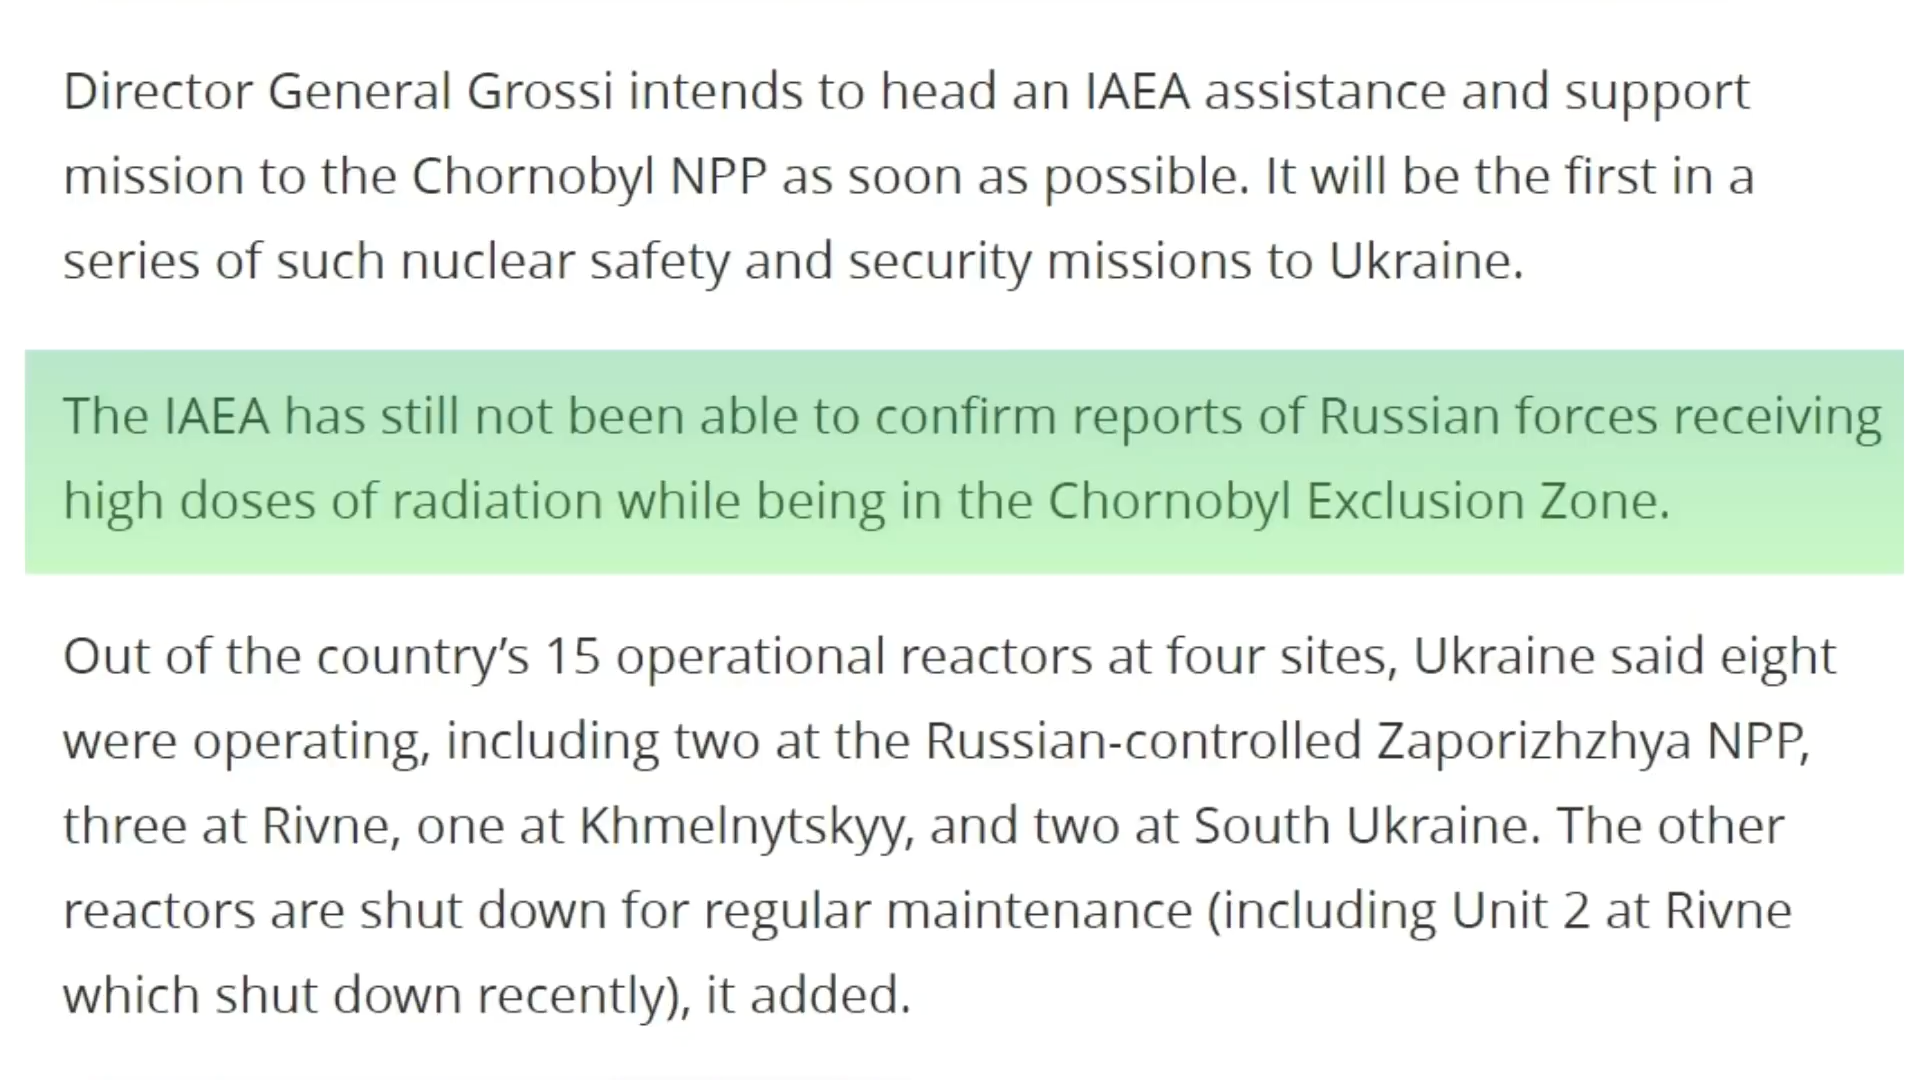 Director General Grossi intends to head an IAEA assistance and support
mission to the Chornobyl NPP as soon as possible. It will be the first in a
series of such nuclear safety and security missions to Ukraine.
The IAEA has still not been able to confirm reports of Russian forces receiving
high doses of radiation while being in the Chornobyl Exclusion Zone.
Out of the country’s 15 operational reactors at four sites, Ukraine said eight
were operating, including two at the Russian-controlled Zaporizhzhya NPP,
three at Rivne, one at Khmelnytskyy, and two at South Ukraine. The other
reactors are shut down for regular maintenance (including Unit 2 at Rivne
which shut down recently), it added.